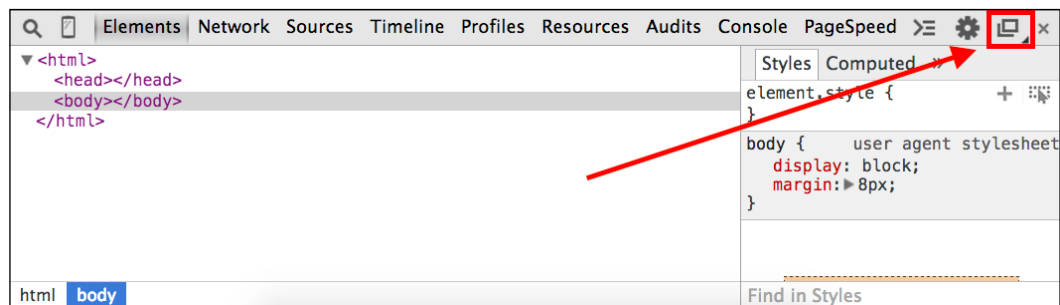 Elements Network Sources Timeline Profiles Resources Audits Console PageSpeed
▼<html>
<head></head>
<body></body>
</html>
Styles Computed »
element.style {
}
body { user agent stylesheet
display: block;
margin:▶8px;
}
html body
Find in Styles